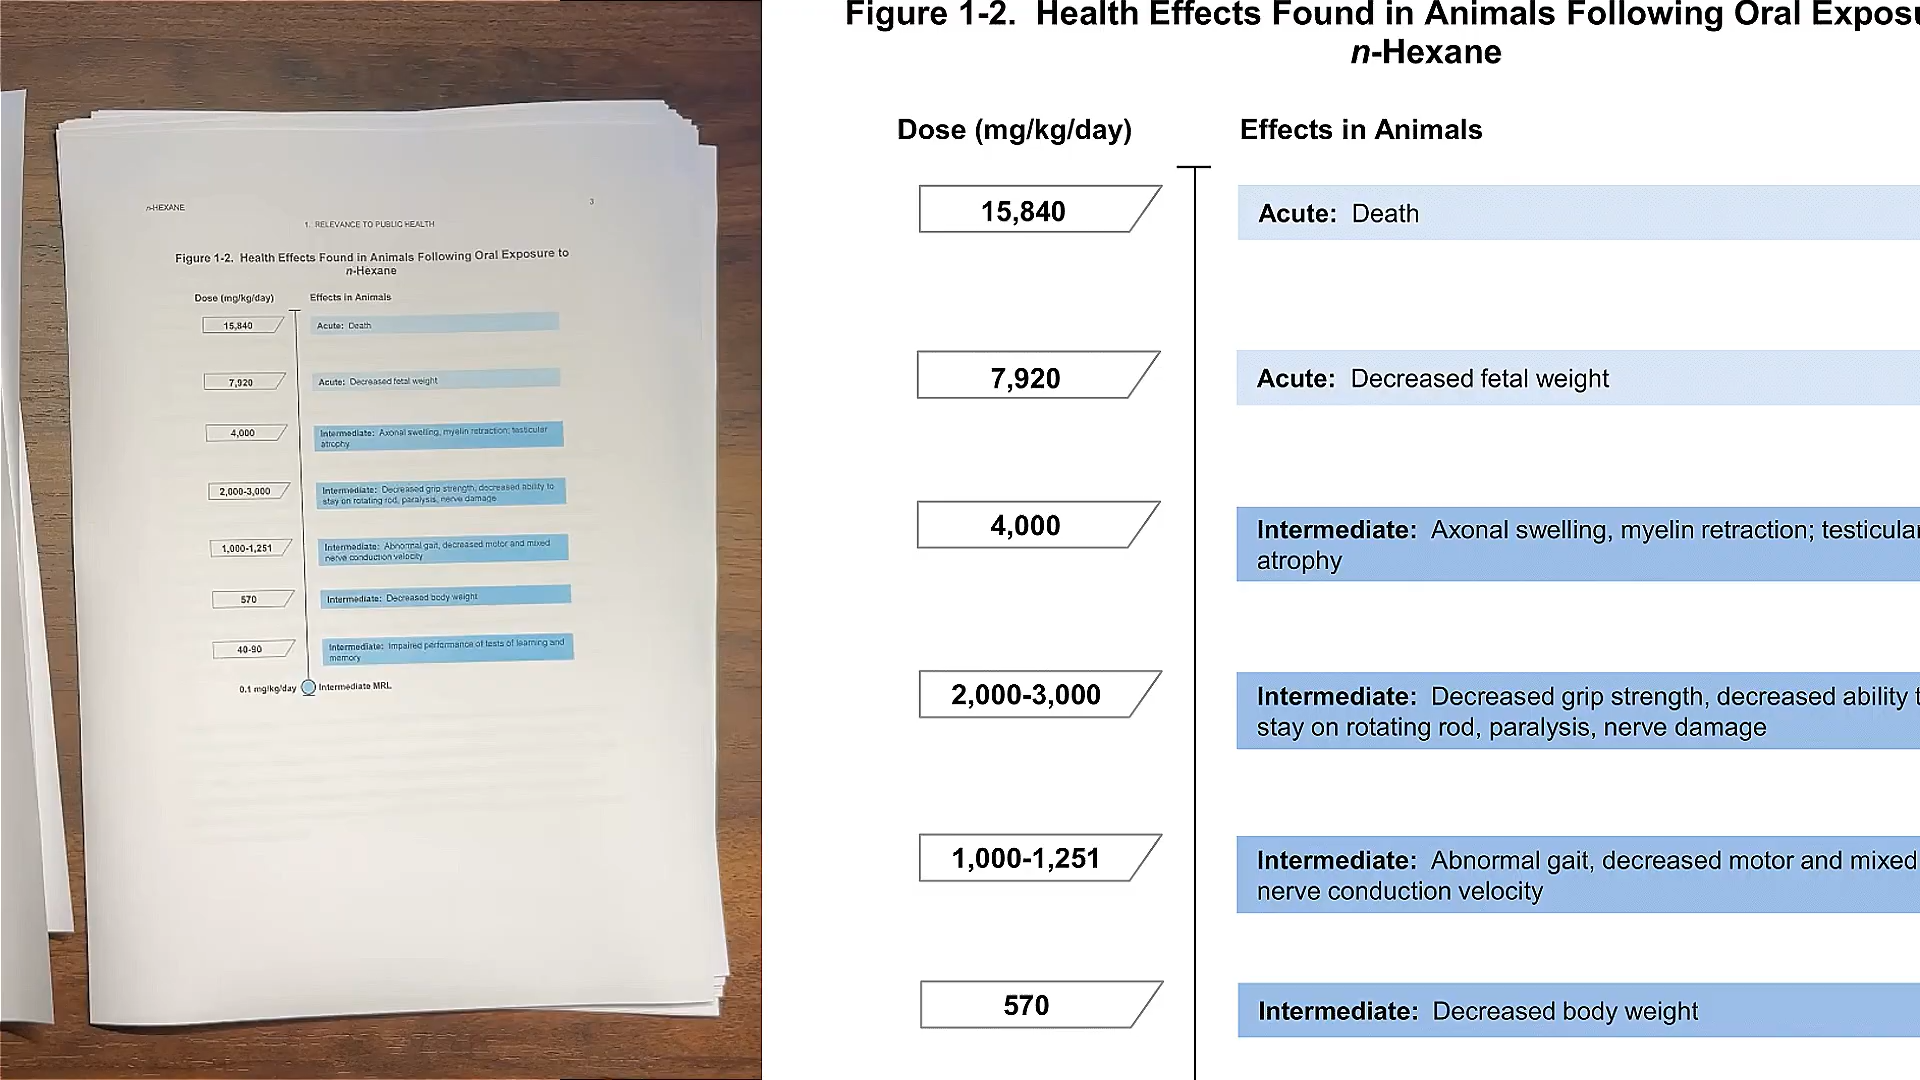 n-HEXANE
3
1. RELEVANCE TO PUBLIC HEALTH
Figure 1-2. Health Effects Found in Animals Following Oral Exposure to
n-Hexane
Dose (mg/kg/day)
Effects in Animals
15,840
Acute: Death
7,920
Acute: Decreased fetal weight
4,000
Intermediate: Axonal swelling, myelin retraction; testicular
atrophy
2,000-3,000
Intermediate: Decreased grip strength, decreased ability to
stay on rotating rod, paralysis, nerve damage
1,000-1,251
Intermediate: Abnormal gait, decreased motor and mixed
nerve conduction velocity
570
Intermediate: Decreased body weight
40-90
Intermediate: Impaired performance of tests of learning and
memory
0.1 mg/kg/day
Intermediate MRL
Figure 1-2. Health Effects Found in Animals Following Oral
n-Hexane
Dose (mg/kg/day)
Effects in Animals
15,840
Acute: Death
7,920
Acute: Decreased fetal weight
4,000
Intermediate: Axonal swelling, myelin retraction; testicular
atrophy
2,000-3,000
Intermediate: Decreased grip strength, decreased ability
stay on rotating rod, paralysis, nerve damage
1,000-1,251
Intermediate: Abnormal gait, decreased motor and mixed
nerve conduction velocity
570
Intermediate: Decreased body weight